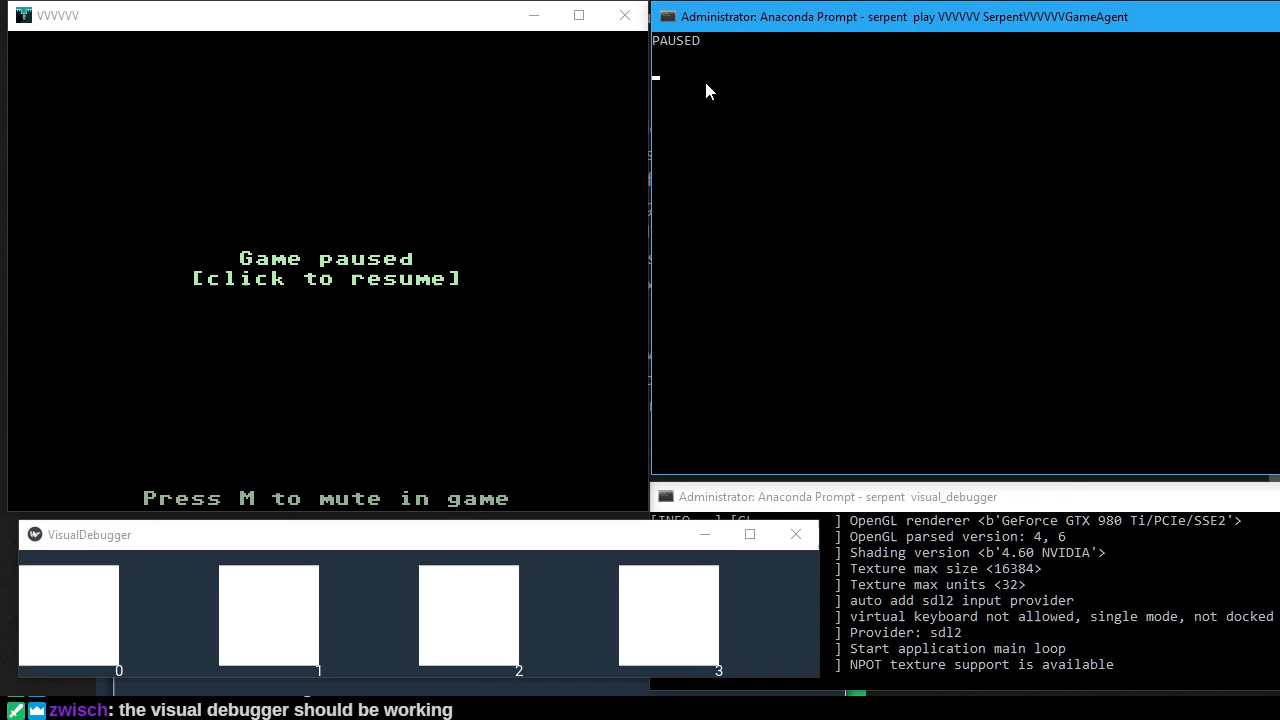 VVVVVV
Game paused
[click to resume]
Press M to mute in game
Administrator: Anaconda Prompt - serpent play VVVVVV SerpentVVVVVVGameAgent
PAUSED
VisualDebugger
0
1
2
3
Administrator: Anaconda Prompt - serpent visual_debugger
] OpenGL renderer <b'GeForce GTX 980 Ti/PCIe/SSE2'>
] OpenGL parsed version: 4, 6
] Shading version <b'4.60 NVIDIA'>
] Texture max size <16384>
] Texture max units <32>
] auto add sdl2 input provider
] virtual keyboard not allowed, single mode, not docked
] Provider: sdl2
] Start application main loop
] NPOT texture support is available
zwisch: the visual debugger should be working